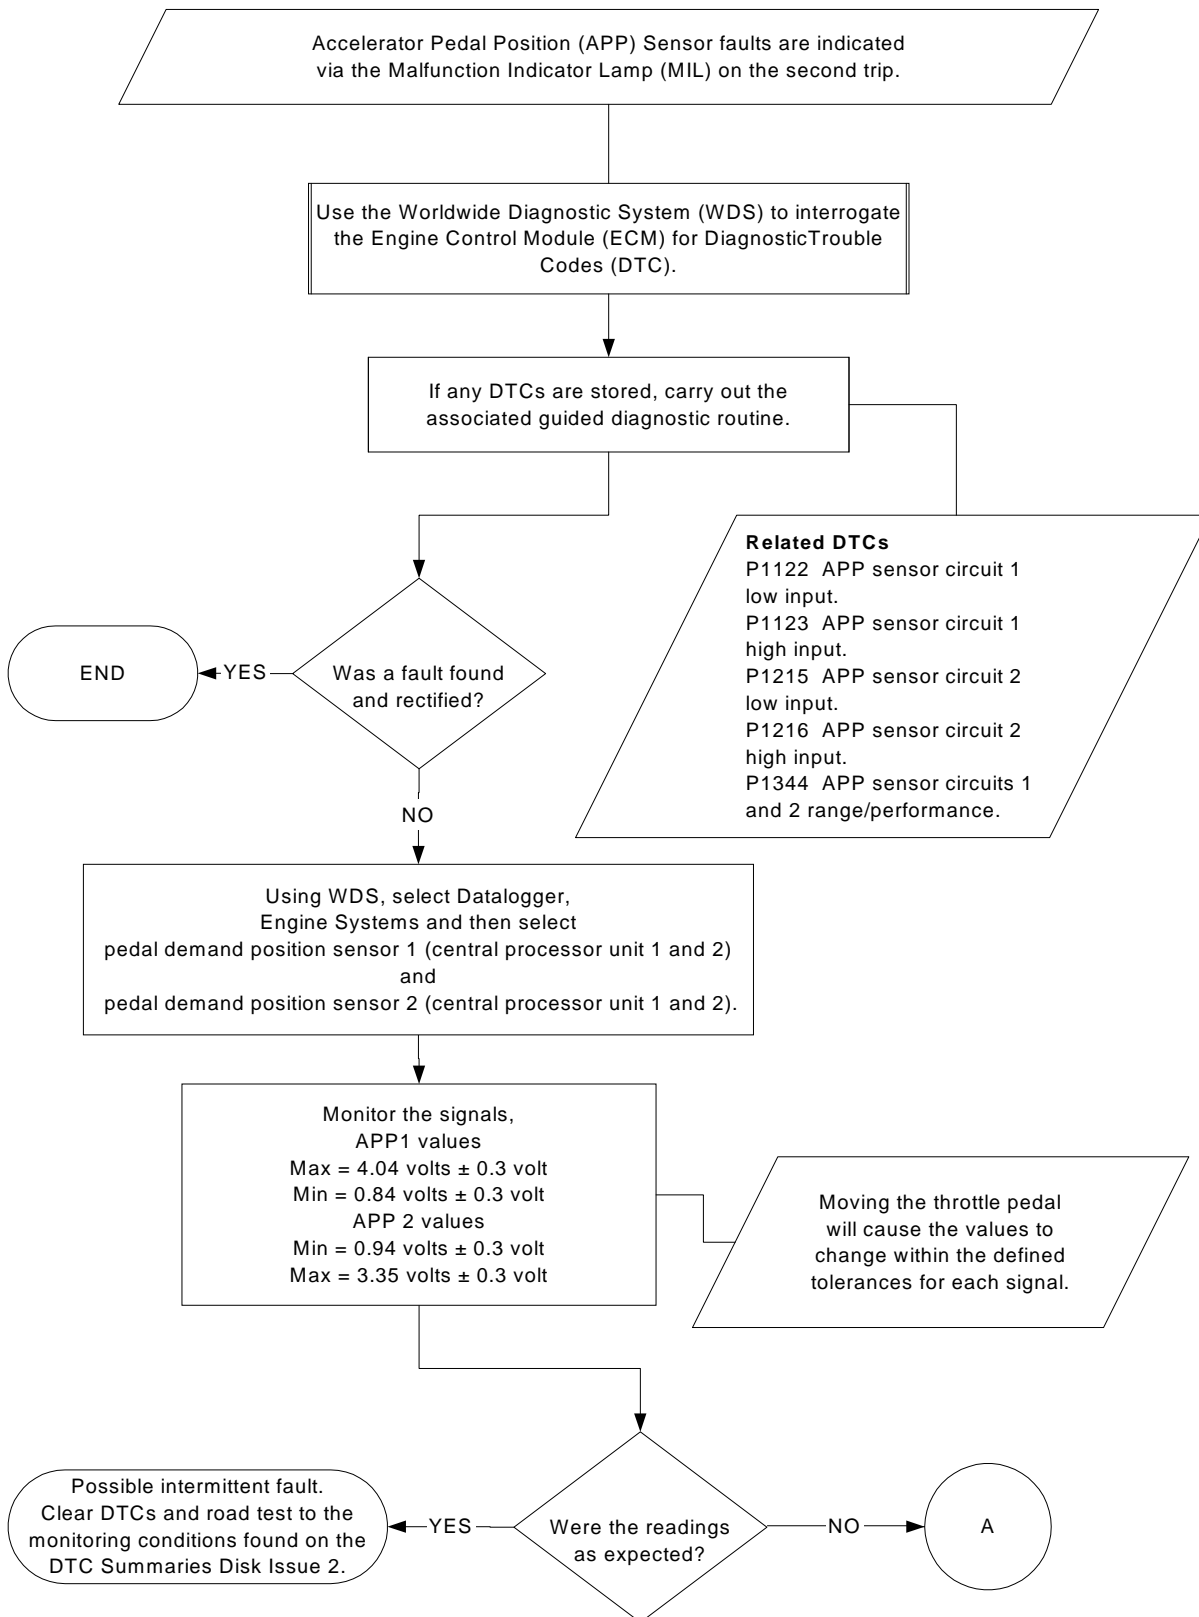 Accelerator Pedal Position (APP) Sensor faults are indicated
via the Malfunction Indicator Lamp (MIL) on the second trip.
Use the Worldwide Diagnostic System (WDS) to interrogate
the Engine Control Module (ECM) for DiagnosticTrouble
Codes (DTC).
If any DTCs are stored, carry out the
associated guided diagnostic routine.
Related DTCs
P1122 APP sensor circuit 1
low input.
P1123 APP sensor circuit 1
high input.
P1215 APP sensor circuit 2
low input.
P1216 APP sensor circuit 2
high input.
P1344 APP sensor circuits 1
and 2 range/performance.
Was a fault found
and rectified?
YES
END
NO
Using WDS, select Datalogger,
Engine Systems and then select
pedal demand position sensor 1 (central processor unit 1 and 2)
and
pedal demand position sensor 2 (central processor unit 1 and 2).
Monitor the signals,
APP1 values
Max = 4.04 volts ± 0.3 volt
Min = 0.84 volts ± 0.3 volt
APP 2 values
Min = 0.94 volts ± 0.3 volt
Max = 3.35 volts ± 0.3 volt
Moving the throttle pedal
will cause the values to
change within the defined
tolerances for each signal.
Were the readings
as expected?
YES
Possible intermittent fault.
Clear DTCs and road test to the
monitoring conditions found on the
DTC Summaries Disk Issue 2.
NO
A